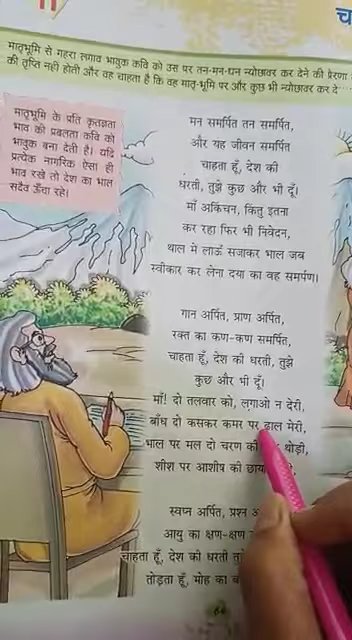 मातृभूमि से गहरा लगाव भावुक कवि को उस पर तन-मन-धन न्योछावर कर देने की प्रेरणा
की तृप्ति नहीं होती और वह चाहता है कि वह मातृ-भूमि पर और कुछ भी न्योछावर कर दे
मातृभूमि के प्रति कृतज्ञता
भाव की प्रबलता कवि को
भावुक बना देती है। यदि
प्रत्येक नागरिक ऐसा ही
भाव रखे तो देश का भाल
सदैव ऊँचा रहे।
मन समर्पित तन समर्पित,
और यह जीवन समर्पित
चाहता हूँ, देश की
धरती, तुझे कुछ और भी दूँ।
माँ अकिंचन, किंतु इतना
कर रहा फिर भी निवेदन,
थाल में लाऊँ सजाकर भाल जब
स्वीकार कर लेना दया का वह समर्पण।
गान अर्पित, प्राण अर्पित,
रक्त का कण-कण समर्पित,
चाहता हूँ, देश की धरती, तुझे
कुछ और भी दूँ।
माँ! दो तलवार को, लगाओ न देरी,
बाँध दो कसकर कमर पर ढाल मेरी,
भाल पर मल दो चरण की थोड़ी,
शीश पर आशीष की
स्वप्न अर्पित, प्रश्न
आयु का क्षण-क्षण
चाहता हूँ, देश की धरती
तोड़ता हूँ, मोह का